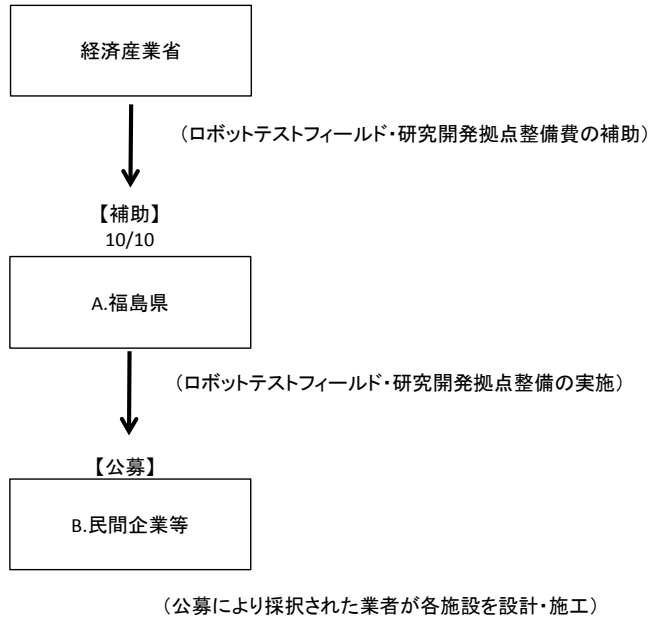 経済産業省
（ロボットテストフィールド・研究開発拠点整備費の補助）
【補助】
10/10
A.福島県
（ロボットテストフィールド・研究開発拠点整備の実施）
【公募】
B.民間企業等
（公募により採択された業者が各施設を設計・施工）